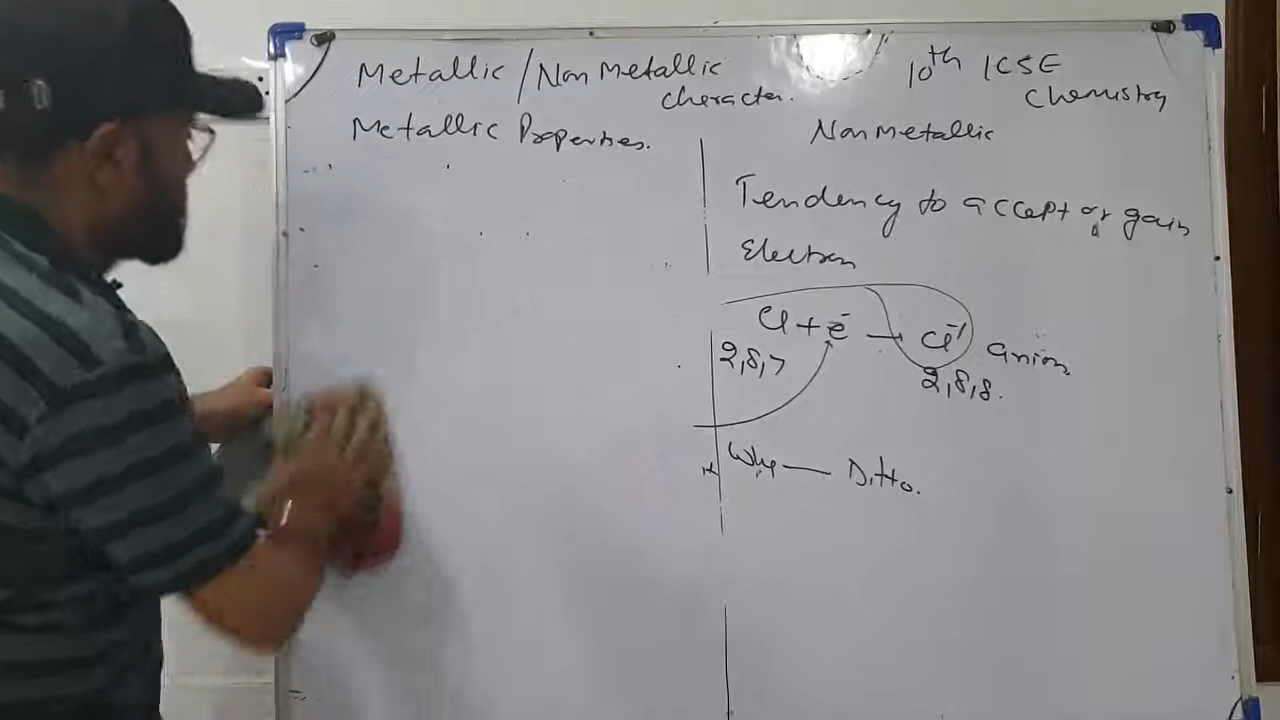 Metallic / Non Metallic character.
10th ICSE Chemistry
Metallic Properties.
Non Metallic
Tendency to accept or gain
Electron
Cl + e⁻ → Cl⁻¹ anion
2,8,7
2,8,8.
Why — Ditto.